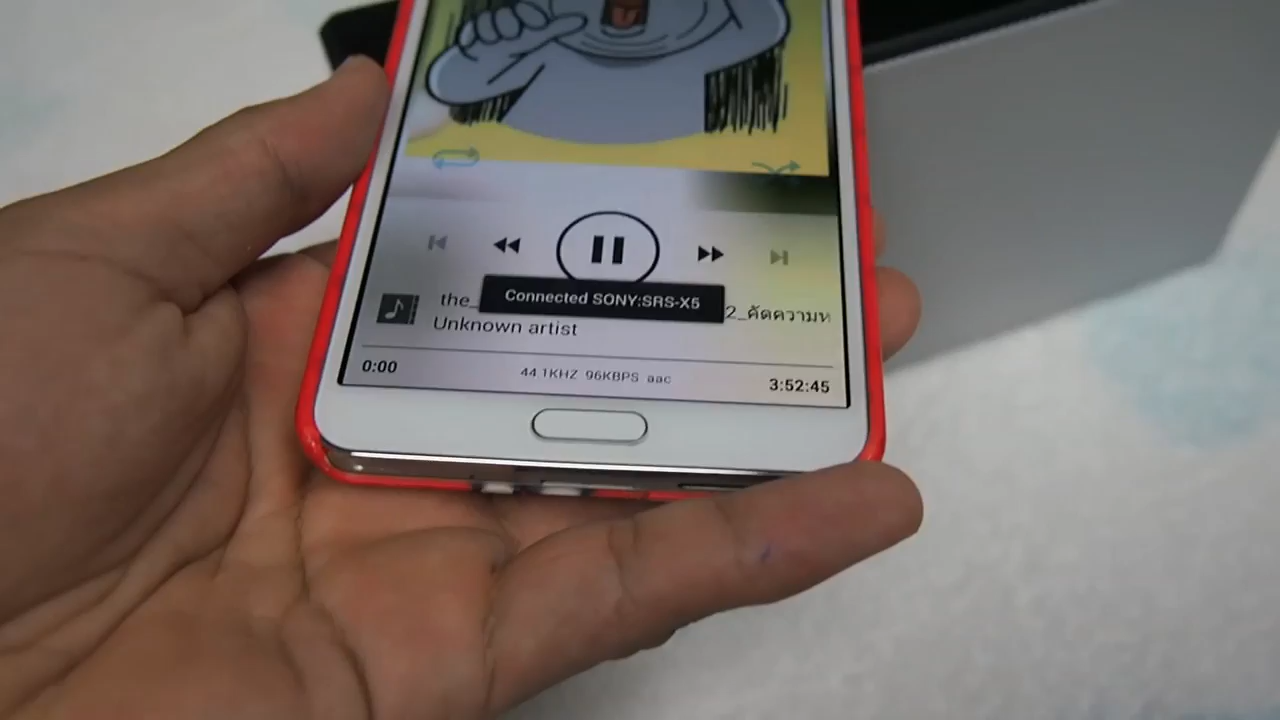 Connected SONY:SRS-X5
the_ 2_คัดความห
Unknown artist
0:00 44.1KHZ 96KBPS aac 3:52:45